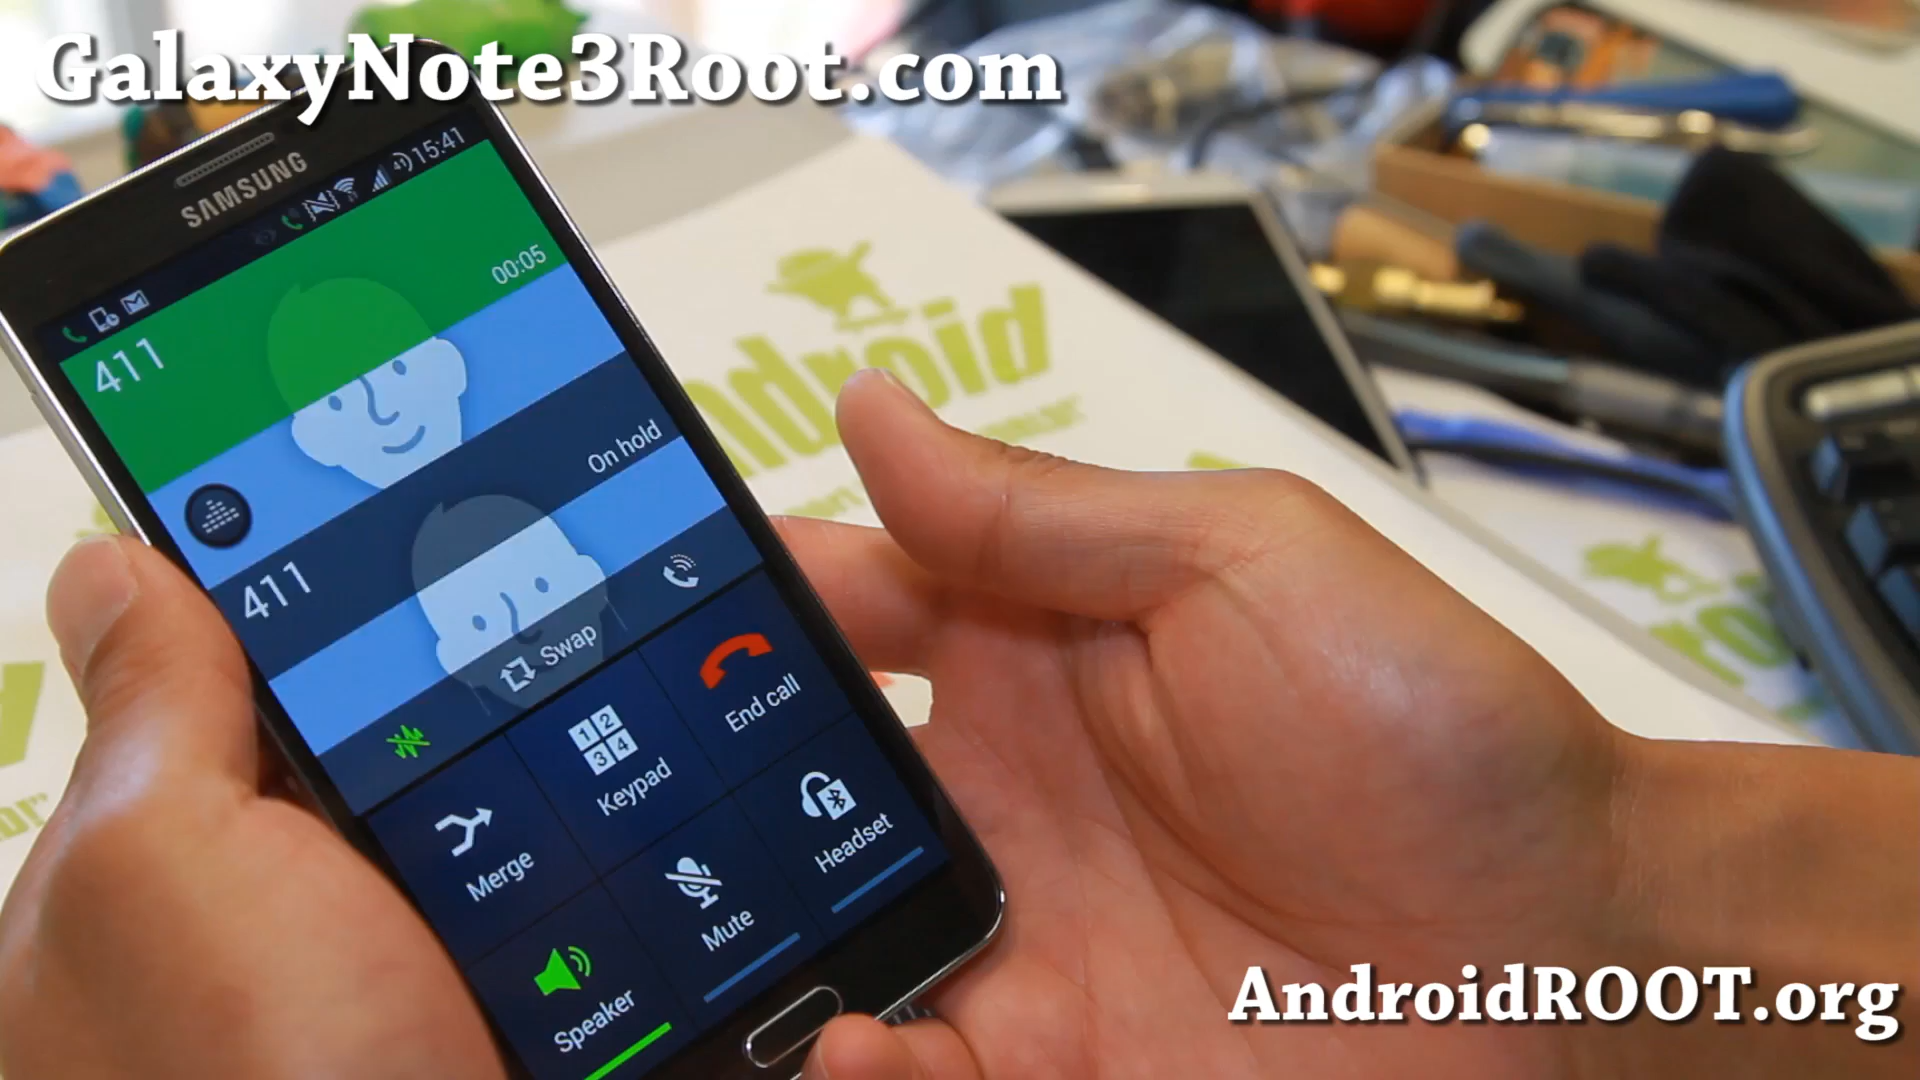 GalaxyNote3Root.com
SAMSUNG
15:41
00:05
411
On hold
411
Swap
End call
1 2
3 4
Keypad
Merge
Headset
Mute
Speaker
Android
AndroidROOT.org